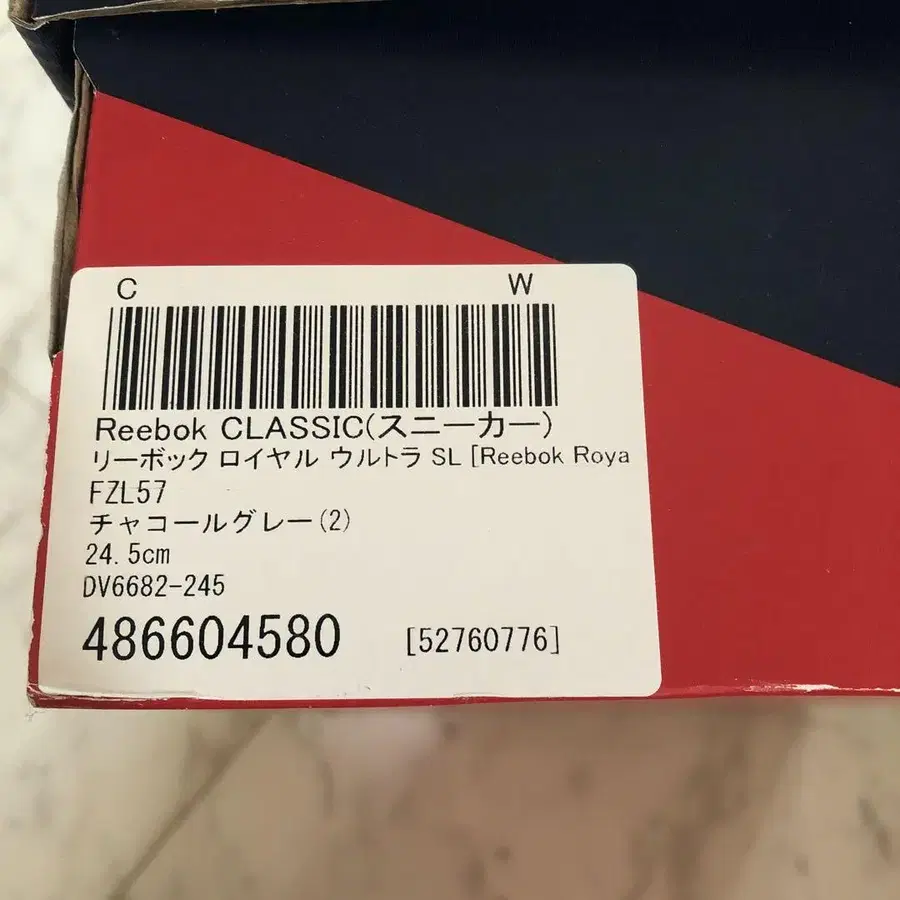 C W
Reebok CLASSIC(スニーカー)
リーボック ロイヤル ウルトラ SL [Reebok Roya
FZL57
チャコールグレー(2)
24.5cm
DV6682-245
486604580 [52760776]